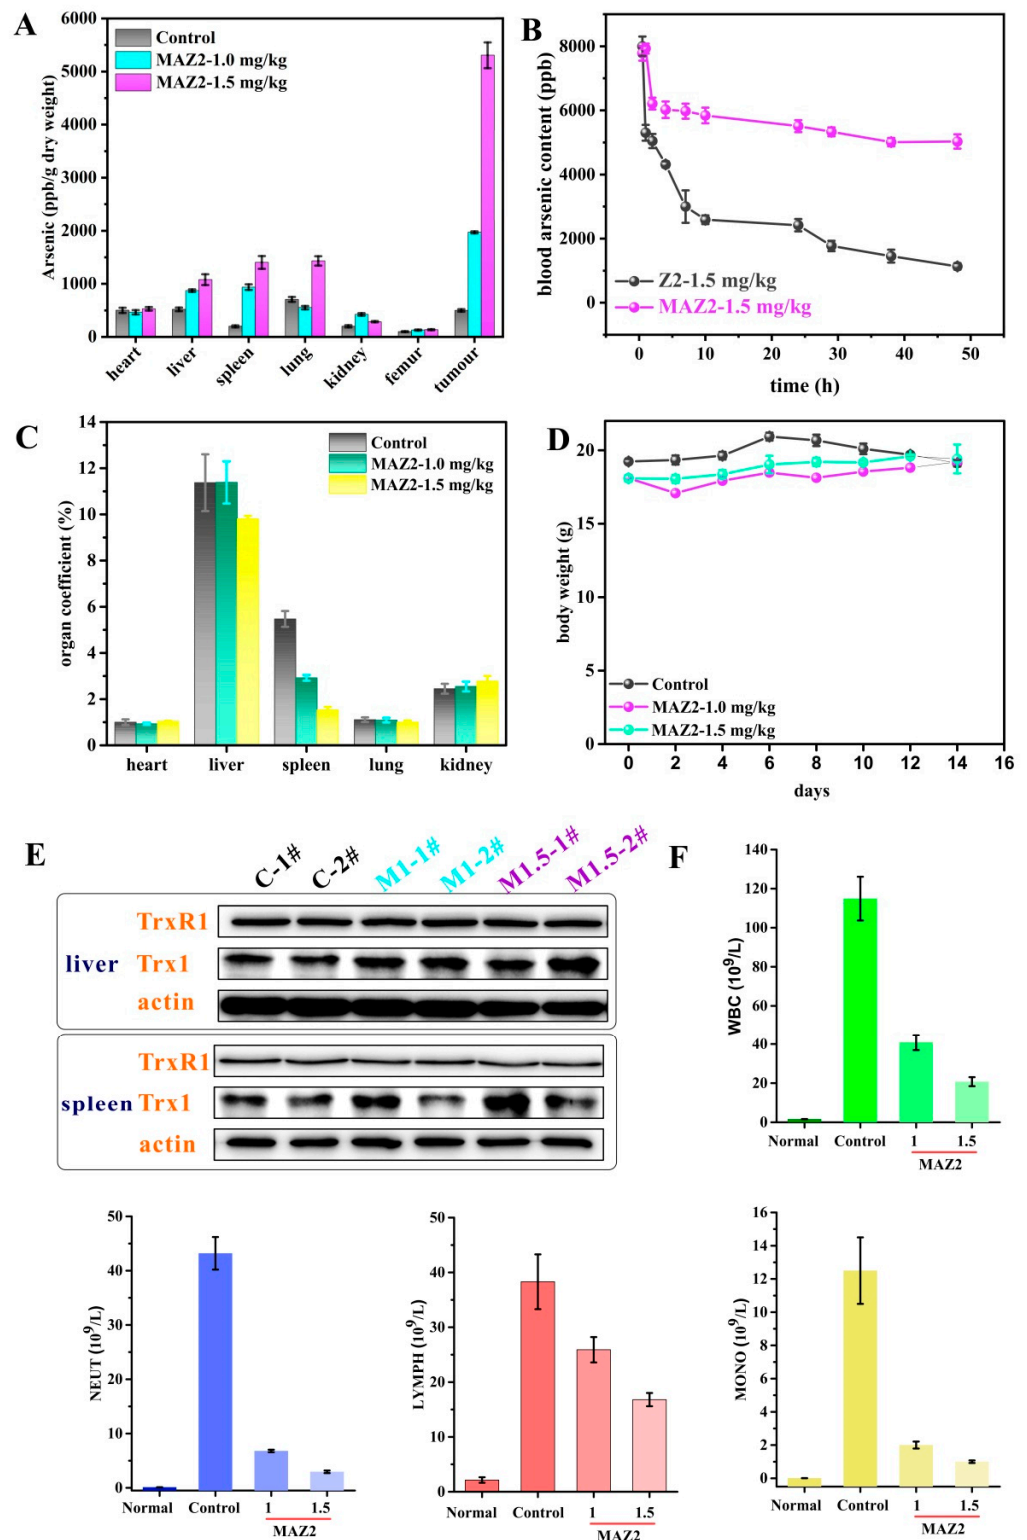 A
Arsenic (ppb/g dry weight)
6000
5000
4000
3000
2000
1000
0
Control
MAZ2-1.0 mg/kg
MAZ2-1.5 mg/kg
heart
liver
spleen
lung
kidney
femur
tumour
B
blood arsenic content (ppb)
8000
6000
4000
2000
0
Z2-1.5 mg/kg
MAZ2-1.5 mg/kg
0 10 20 30 40 50
time (h)
C
organ coefficient (%)
14
12
10
8
6
4
2
0
Control
MAZ2-1.0 mg/kg
MAZ2-1.5 mg/kg
heart liver spleen lung kidney
D
body weight (g)
20
15
10
5
0
Control
MAZ2-1.0 mg/kg
MAZ2-1.5 mg/kg
0 2 4 6 8 10 12 14 16
days
E
C-1# C-2# M1-1# M1-2# M1.5-1# M1.5-2#
TrxR1
liver Trx1
actin
TrxR1
spleen Trx1
actin
F
WBC (10⁹/L)
140
120
100
80
60
40
20
0
Normal Control 1 1.5
MAZ2
NEUT (10⁹/L)
50
40
30
20
10
0
Normal Control 1 1.5
MAZ2
LYMPH (10⁹/L)
50
40
30
20
10
0
Normal Control 1 1.5
MAZ2
MONO (10⁹/L)
16
14
12
10
8
6
4
2
0
Normal Control 1 1.5
MAZ2